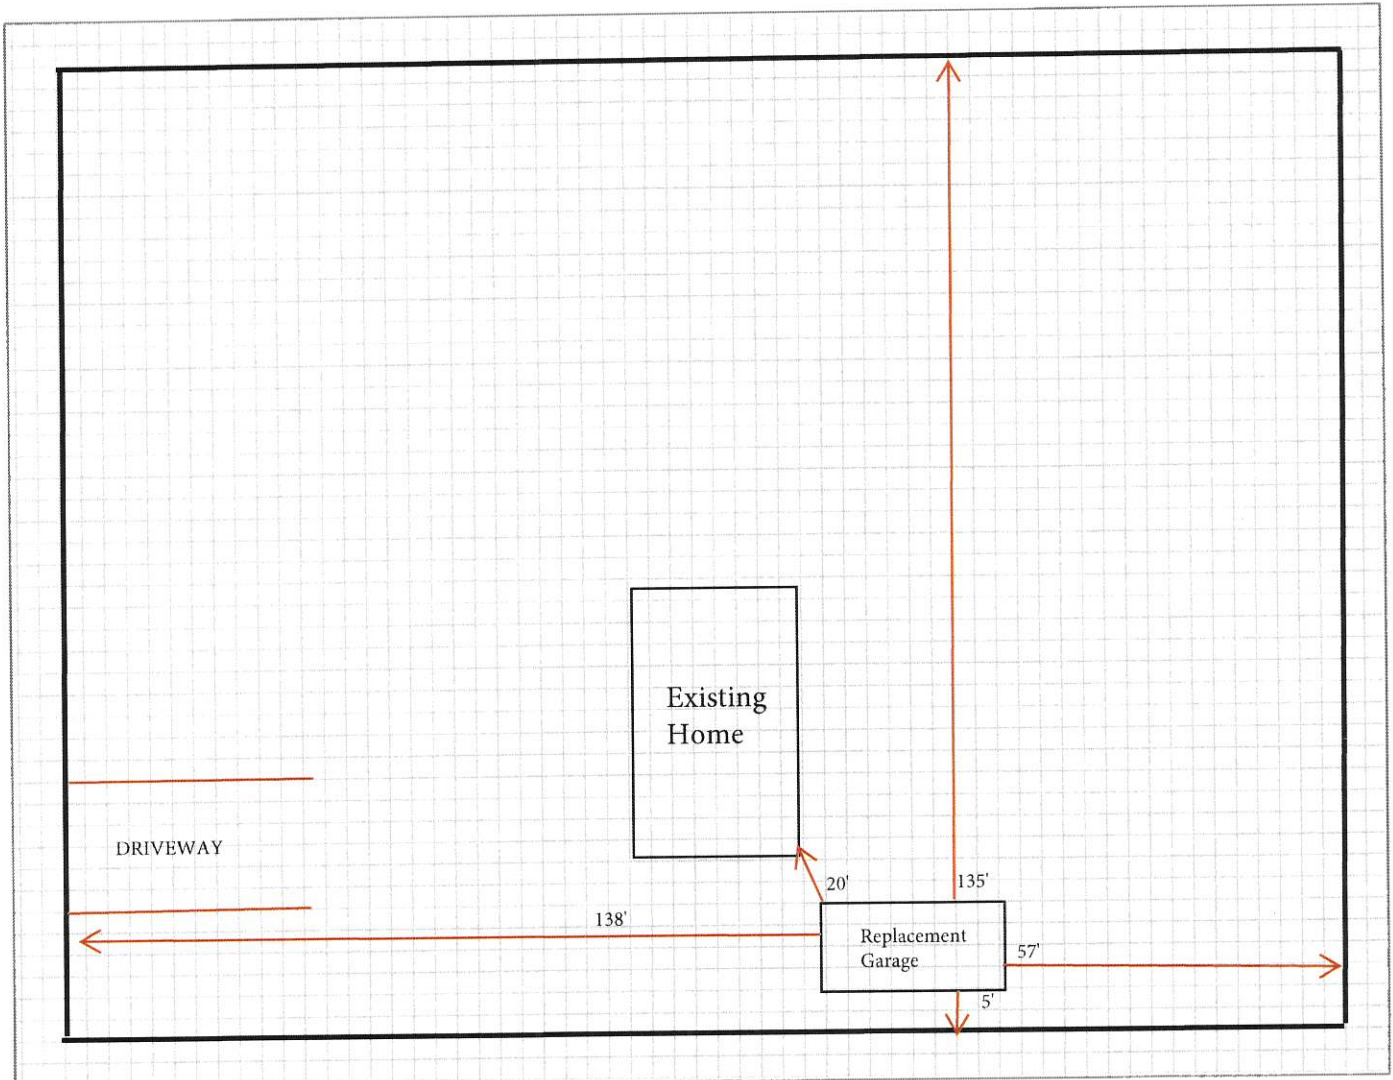 Existing
Home
DRIVEWAY
20'
135'
138'
Replacement
Garage
57'
5'